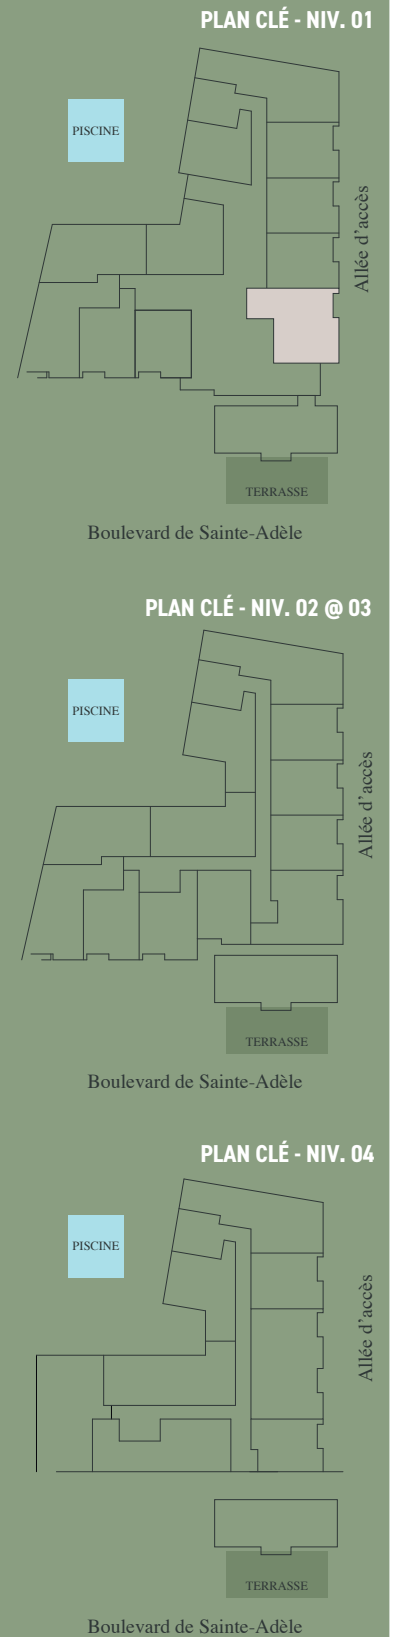 PLAN CLÉ - NIV. 01
PISCINE
Allée d'accès
TERRASSE
Boulevard de Sainte-Adèle
PLAN CLÉ - NIV. 02 @ 03
PISCINE
Allée d'accès
TERRASSE
Boulevard de Sainte-Adèle
PLAN CLÉ - NIV. 04
PISCINE
Allée d'accès
TERRASSE
Boulevard de Sainte-Adèle